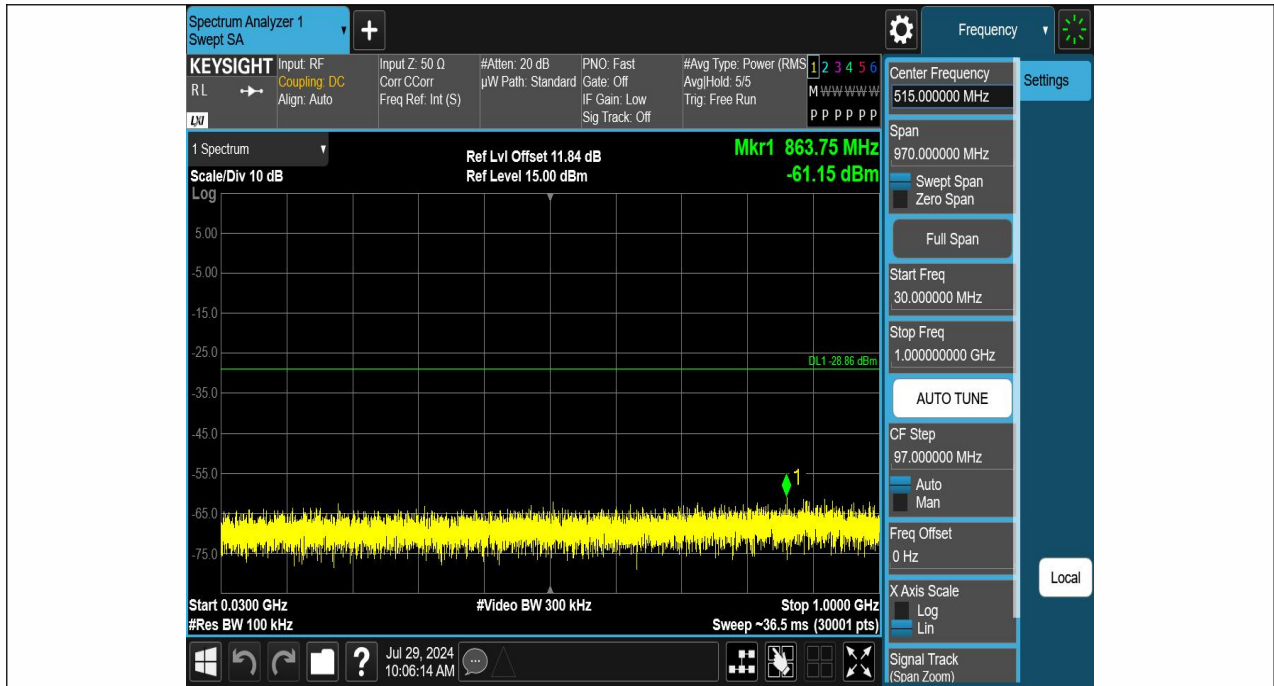 Spectrum Analyzer 1
Swept SA
+
Frequency
KEYSIGHT
RL
LXI
Input: RF
Coupling: DC
Align: Auto
Input Z: 50 Ω
Corr CCorr
Freq Ref: Int (S)
#Atten: 20 dB
µW Path: Standard
PNO: Fast
Gate: Off
IF Gain: Low
Sig Track: Off
#Avg Type: Power (RMS
Avg|Hold: 5/5
Trig: Free Run
1 2 3 4 5 6
M W W W W W
P P P P P P
1 Spectrum
Scale/Div 10 dB
Log
Ref Lvl Offset 11.84 dB
Ref Level 15.00 dBm
Mkr1 863.75 MHz
-61.15 dBm
5.00
-5.00
-15.0
-25.0
DL1 -28.86 dBm
-35.0
-45.0
-55.0
1
-65.0
-75.0
Start 0.0300 GHz
#Res BW 100 kHz
#Video BW 300 kHz
Stop 1.0000 GHz
Sweep ~36.5 ms (30001 pts)
?
Jul 29, 2024
10:06:14 AM
Center Frequency
515.000000 MHz
Settings
Span
970.000000 MHz
Swept Span
Zero Span
Full Span
Start Freq
30.000000 MHz
Stop Freq
1.000000000 GHz
AUTO TUNE
CF Step
97.000000 MHz
Auto
Man
Freq Offset
0 Hz
Local
X Axis Scale
Log
Lin
Signal Track
(Span Zoom)